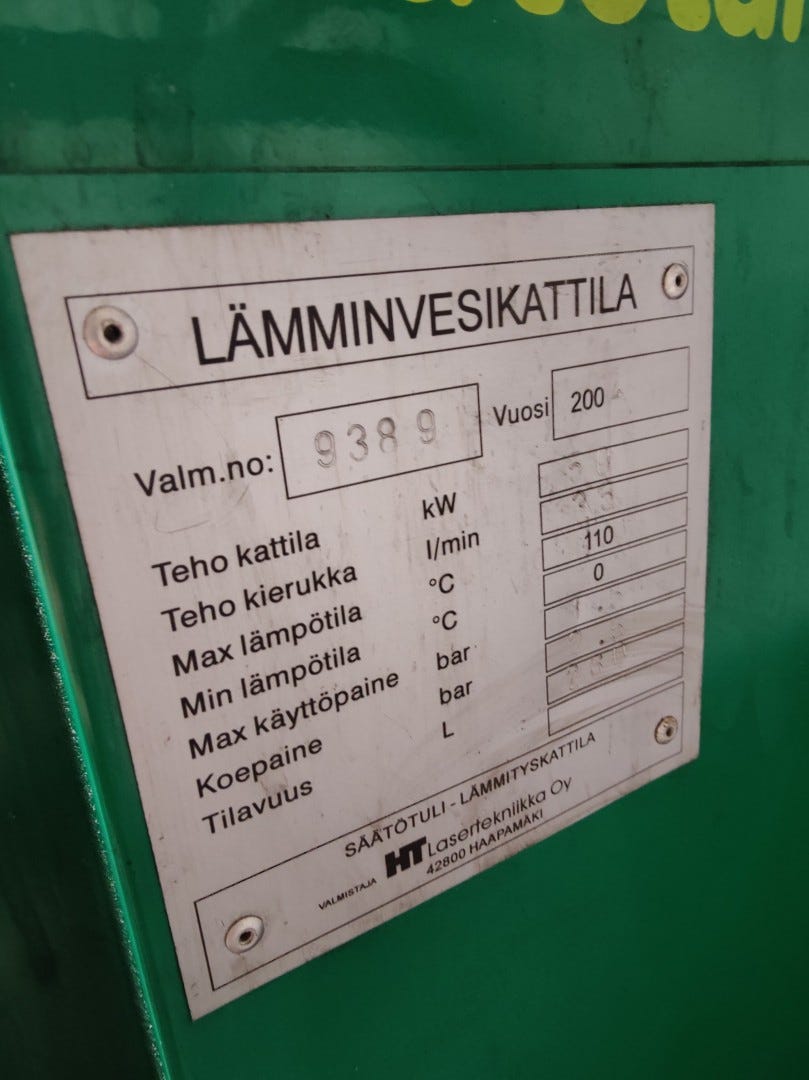 LÄMMINVESIKATTILA
Valm.no: 9389 Vuosi 200
Teho kattila kW
Teho kierukka l/min
Max lämpötila °C 110
Min lämpötila °C 0
Max käyttöpaine bar
Koepaine bar
Tilavuus L
SÄÄTÖTULI - LÄMMITYSKATTILA
VALMISTAJA HT Lasertekniikka Oy
42800 HAAPAMÄKI